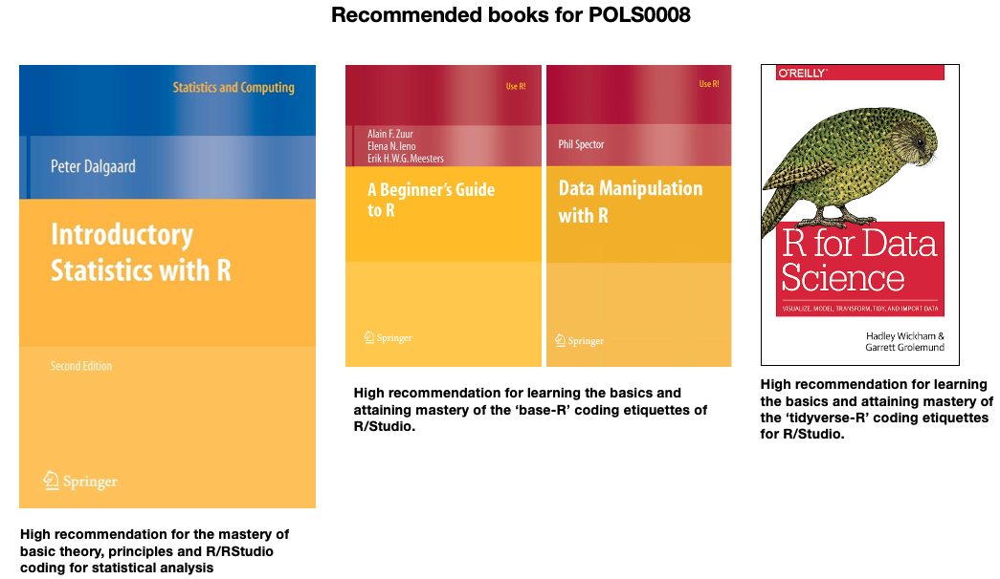 Recommended books for POLS0008
Statistics and Computing
Peter Dalgaard
Introductory
Statistics with R
Second Edition
Springer
High recommendation for the mastery of
basic theory, principles and R/RStudio
coding for statistical analysis
Use R!
Alain F. Zuur
Elena N. Ieno
Erik H.W.G. Meesters
A Beginner's Guide
to R
Springer
Use R!
Phil Spector
Data Manipulation
with R
Springer
High recommendation for learning the basics and
attaining mastery of the ‘base-R’ coding etiquettes of
R/Studio.
O'REILLY®
R for Data
Science
VISUALIZE, MODEL, TRANSFORM, TIDY, AND IMPORT DATA
Hadley Wickham &
Garrett Grolemund
High recommendation for learning
the basics and attaining mastery of
the ‘tidyverse-R’ coding etiquettes
for R/Studio.